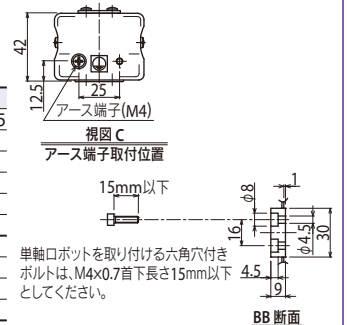 42
12.5
25
アース端子(M4)
視図 C
アース端子取付位置
5
15mm以下
1
φ8
16
φ4.5
30
4.5
9
単軸ロボットを取り付ける六角穴付き
ボルトは、M4×0.7首下長さ15mm以下
としてください。
BB 断面